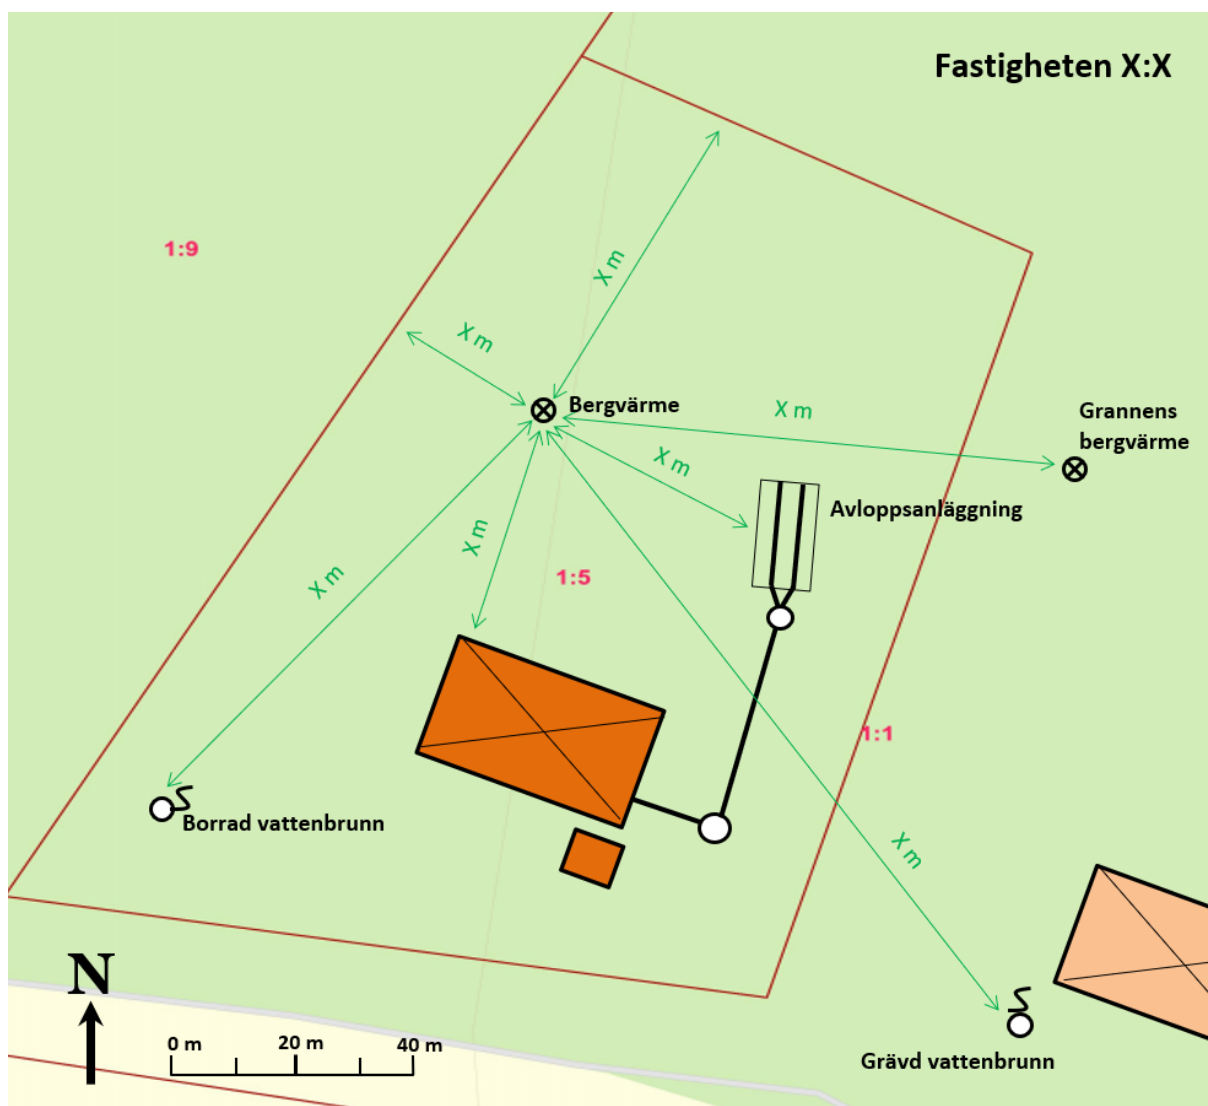 Fastigheten X:X
1:9
X m
X m
Bergvärme
X m
Grannens
bergvärme
X m
Avloppsanläggning
X m
X m
1:5
1:1
Borrad vattenbrunn
X m
N
0 m 20 m 40 m
Grävd vattenbrunn